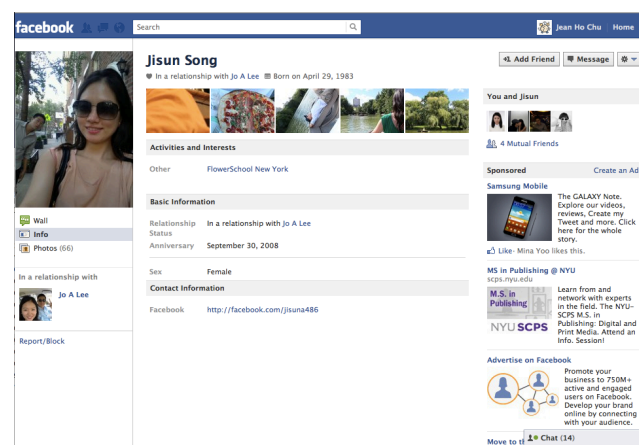 facebook
Search
Jean Ho Chu
Home
Jisun Song
In a relationship with Jo A Lee
Born on April 29, 1983
+1 Add Friend
Message
Activities and Interests
Other
FlowerSchool New York
Basic Information
Relationship Status
In a relationship with Jo A Lee
Anniversary
September 30, 2008
Sex
Female
Contact Information
Facebook
http://facebook.com/jisuna486
Wall
Info
Photos (66)
In a relationship with
Jo A Lee
Report/Block
You and Jisun
4 Mutual Friends
Sponsored
Create an Ad
Samsung Mobile
The GALAXY Note.
Explore our videos,
reviews, Create my
Tweet and more. Click
here for the whole
story.
Like · Mina Yoo likes this.
MS in Publishing @ NYU
scps.nyu.edu
M.S. in
Publishing
NYU SCPS
Learn from and
network with experts
in the field. The NYU-
SCPS M.S. in
Publishing: Digital and
Print Media. Attend an
Info. Session!
Advertise on Facebook
Promote your
business to 750M+
active and engaged
users on Facebook.
Develop your brand
online by connecting
with your audience.
Move to th
Chat (14)